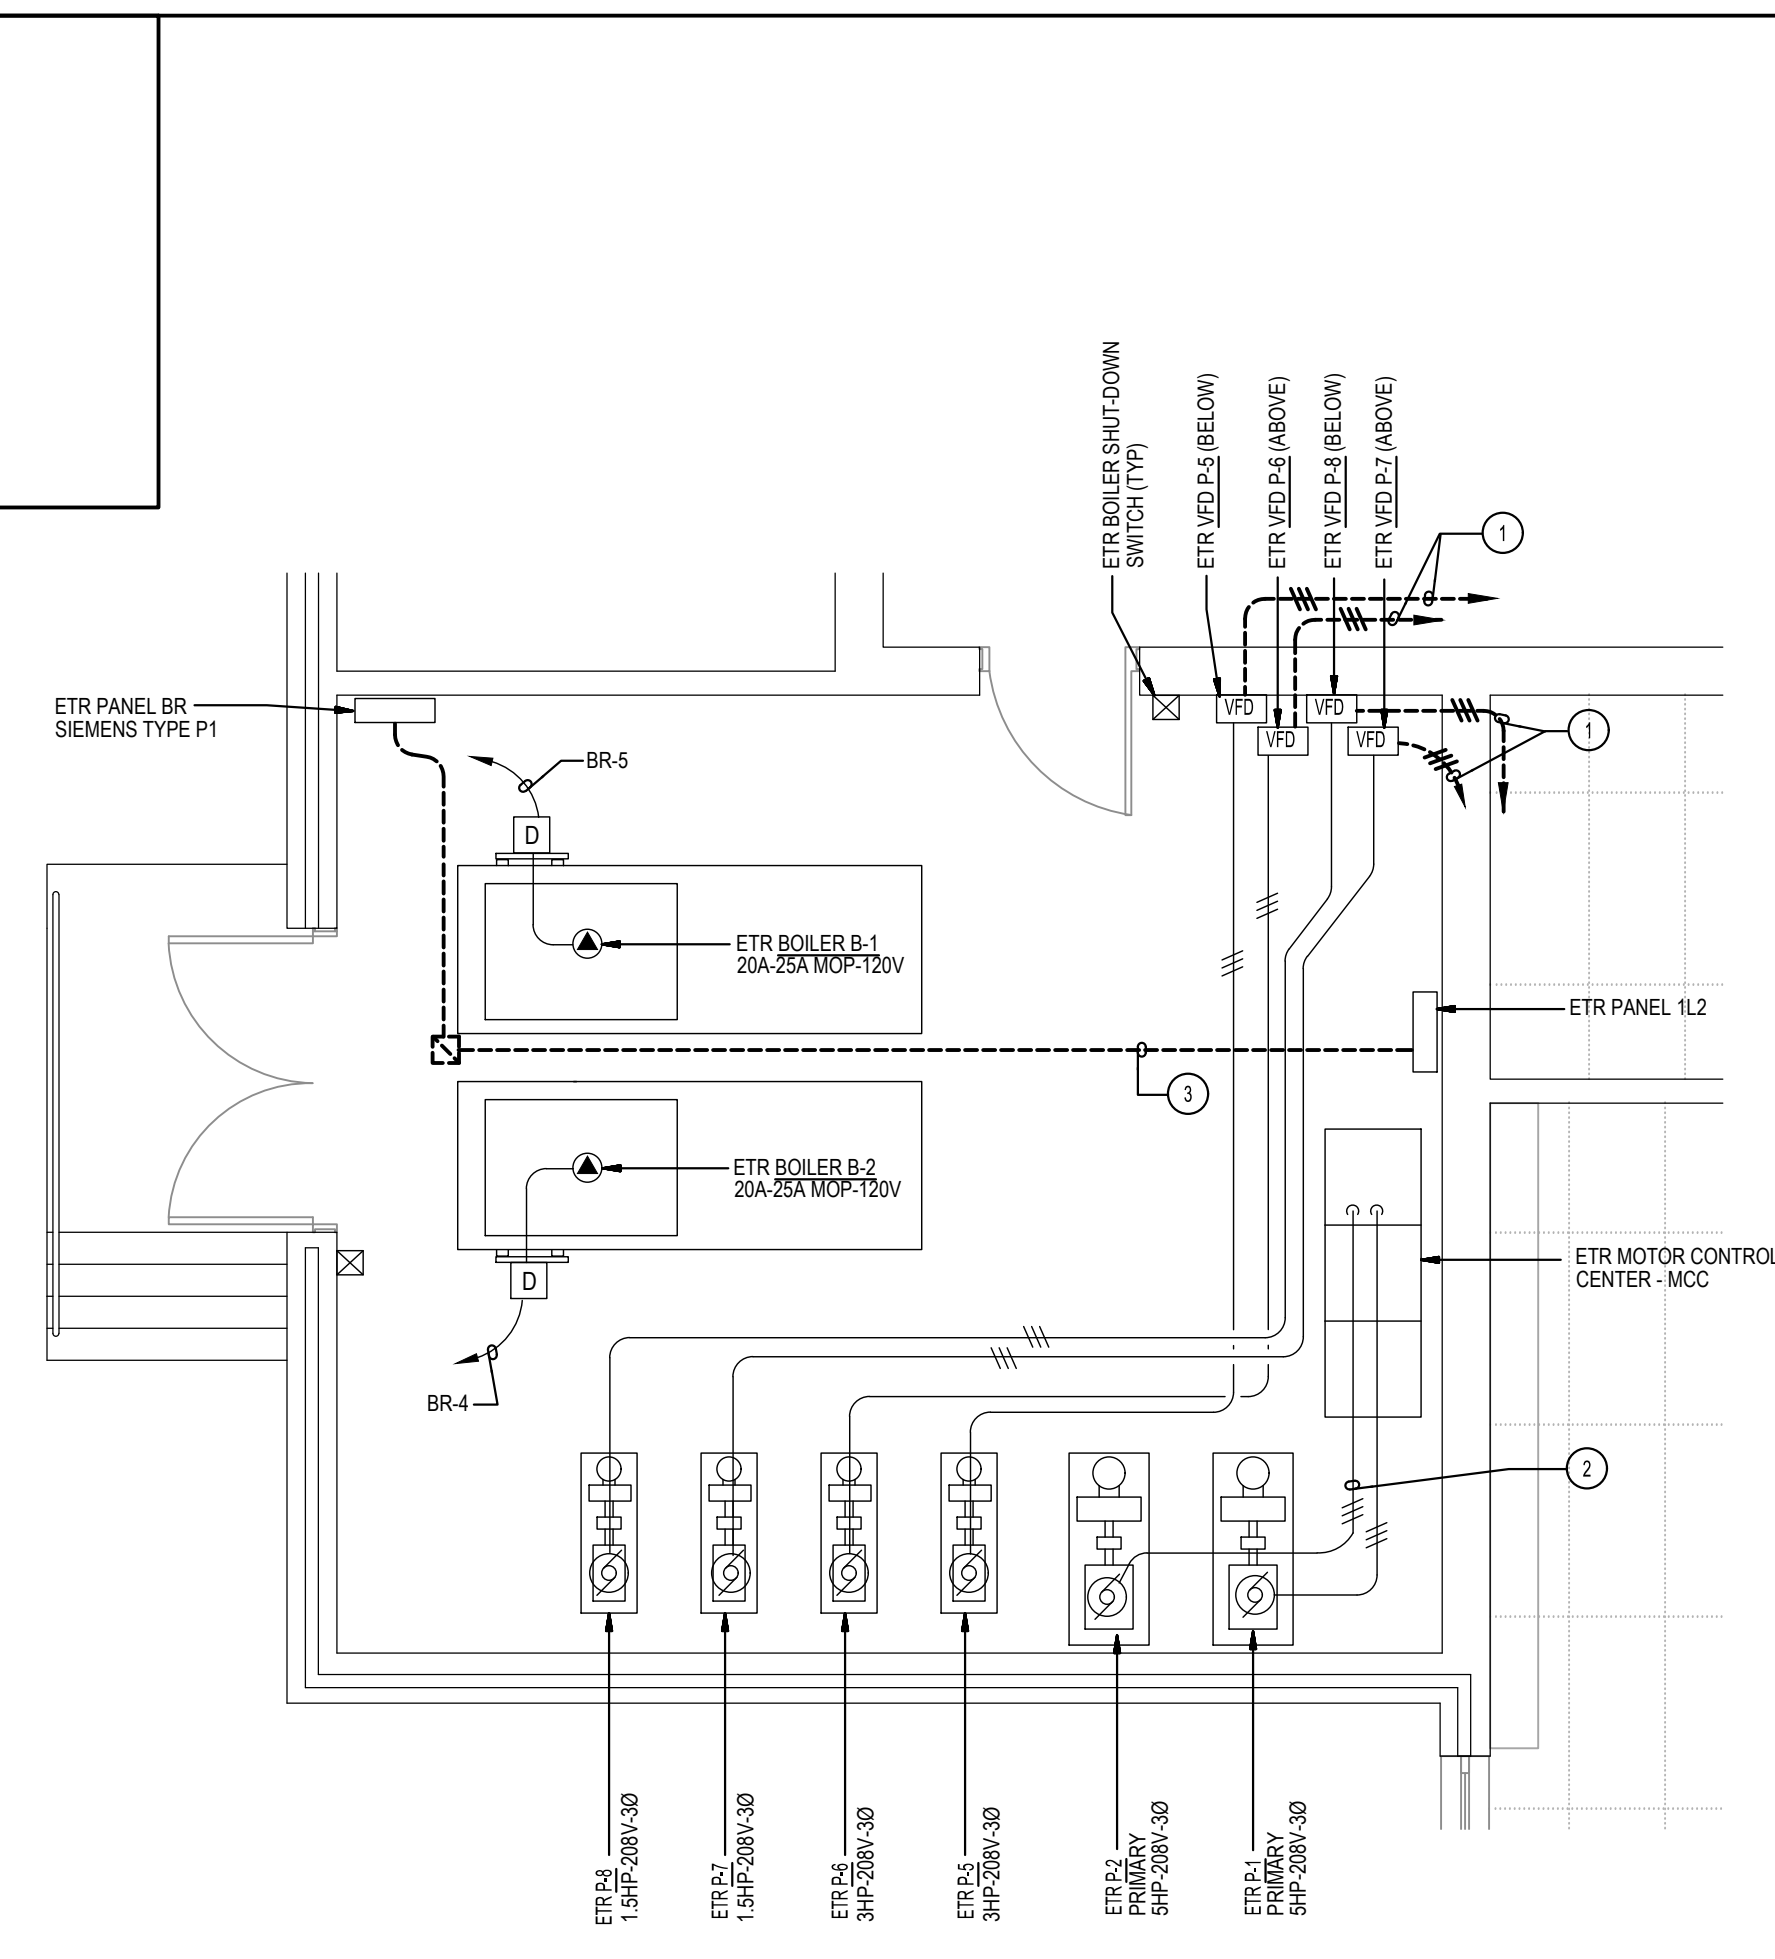 ETR BOILER SHUT-DOWN
SWITCH (TYP)
ETR VFD P-5 (BELOW)
ETR VFD P-6 (ABOVE)
ETR VFD P-8 (BELOW)
ETR VFD P-7 (ABOVE)
1
ETR PANEL BR
SIEMENS TYPE P1
VFD
VFD
VFD
VFD
1
BR-5
D
ETR BOILER B-1
20A-25A MOP-120V
ETR PANEL 1L2
3
ETR BOILER B-2
20A-25A MOP-120V
D
ETR MOTOR CONTROL
CENTER - MCC
BR-4
2
ETR P-8
1.5HP-208V-3Ø
ETR P-7
1.5HP-208V-3Ø
ETR P-6
3HP-208V-3Ø
ETR P-5
3HP-208V-3Ø
ETR P-2
PRIMARY
5HP-208V-3Ø
ETR P-1
PRIMARY
5HP-208V-3Ø